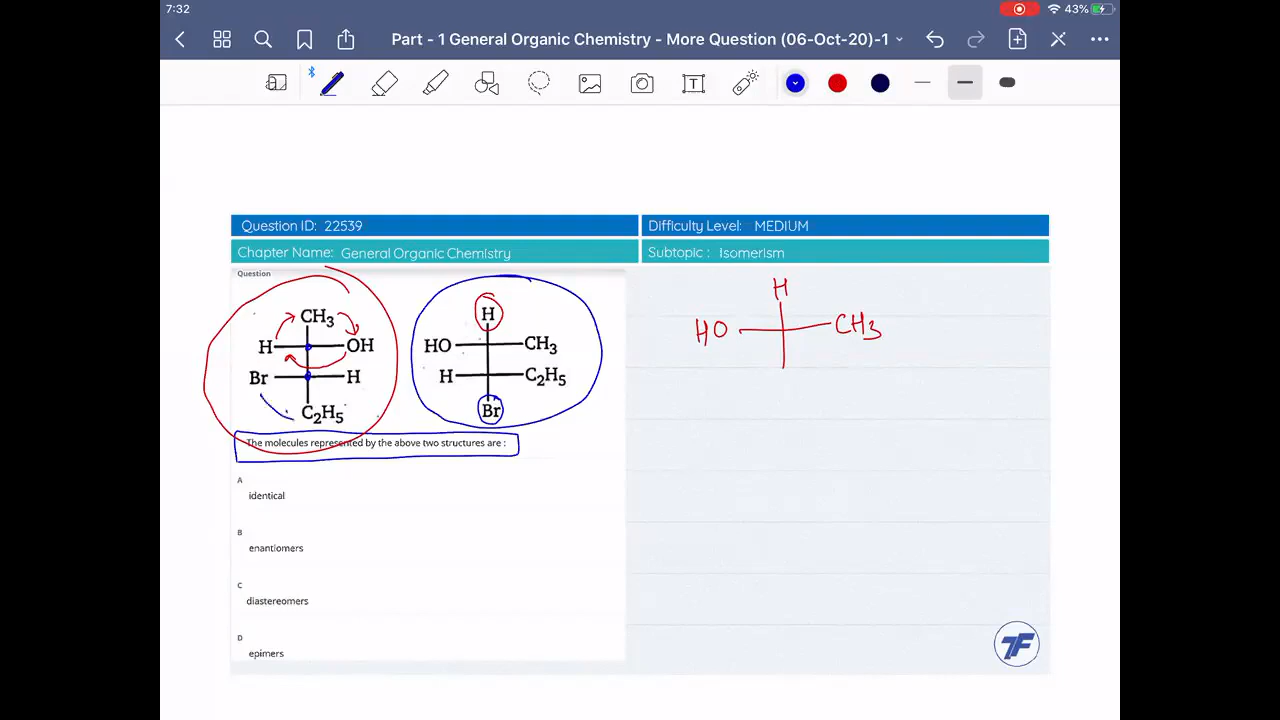 7:32
43%
Part - 1 General Organic Chemistry - More Question (06-Oct-20)-1
T
Question ID: 22539
Difficulty Level: MEDIUM
Chapter Name: General Organic Chemistry
Subtopic : Isomerism
Question
CH3
H OH
Br H
C2H5
H
HO CH3
H C2H5
Br
H
HO CH3
The molecules represented by the above two structures are :
A
identical
B
enantiomers
C
diastereomers
D
epimers